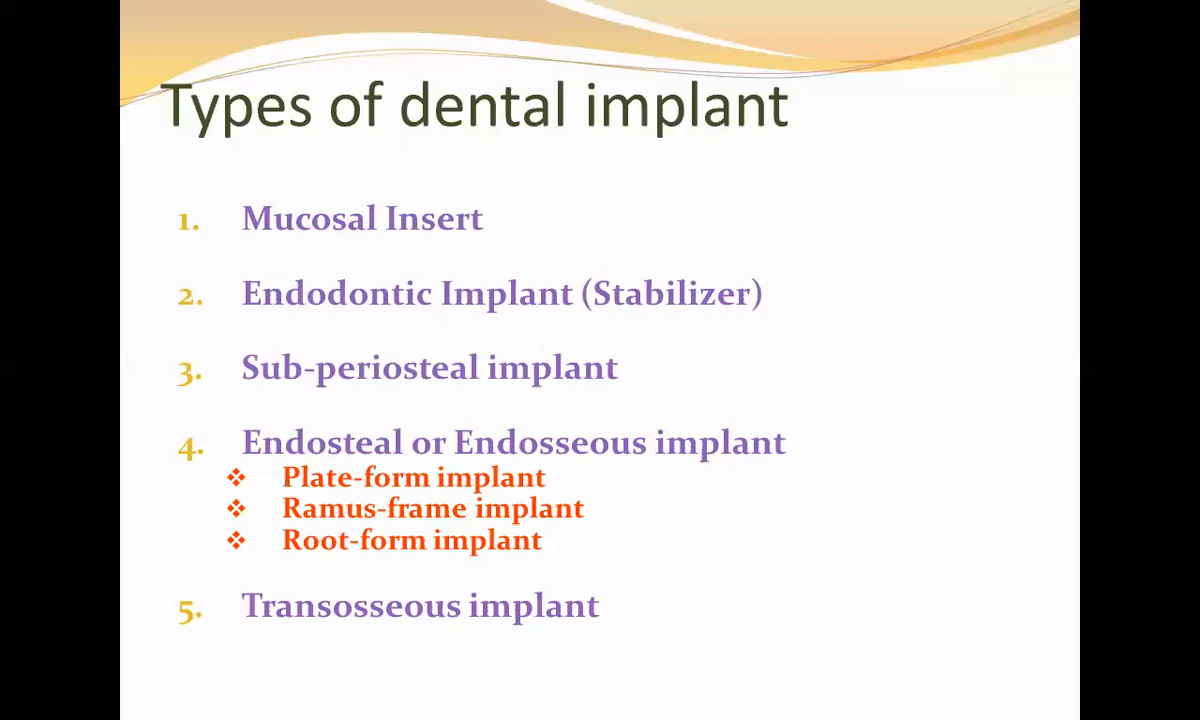 Types of dental implant
1. Mucosal Insert
2. Endodontic Implant (Stabilizer)
3. Sub-periosteal implant
4. Endosteal or Endosseous implant
❖ Plate-form implant
❖ Ramus-frame implant
❖ Root-form implant
5. Transosseous implant